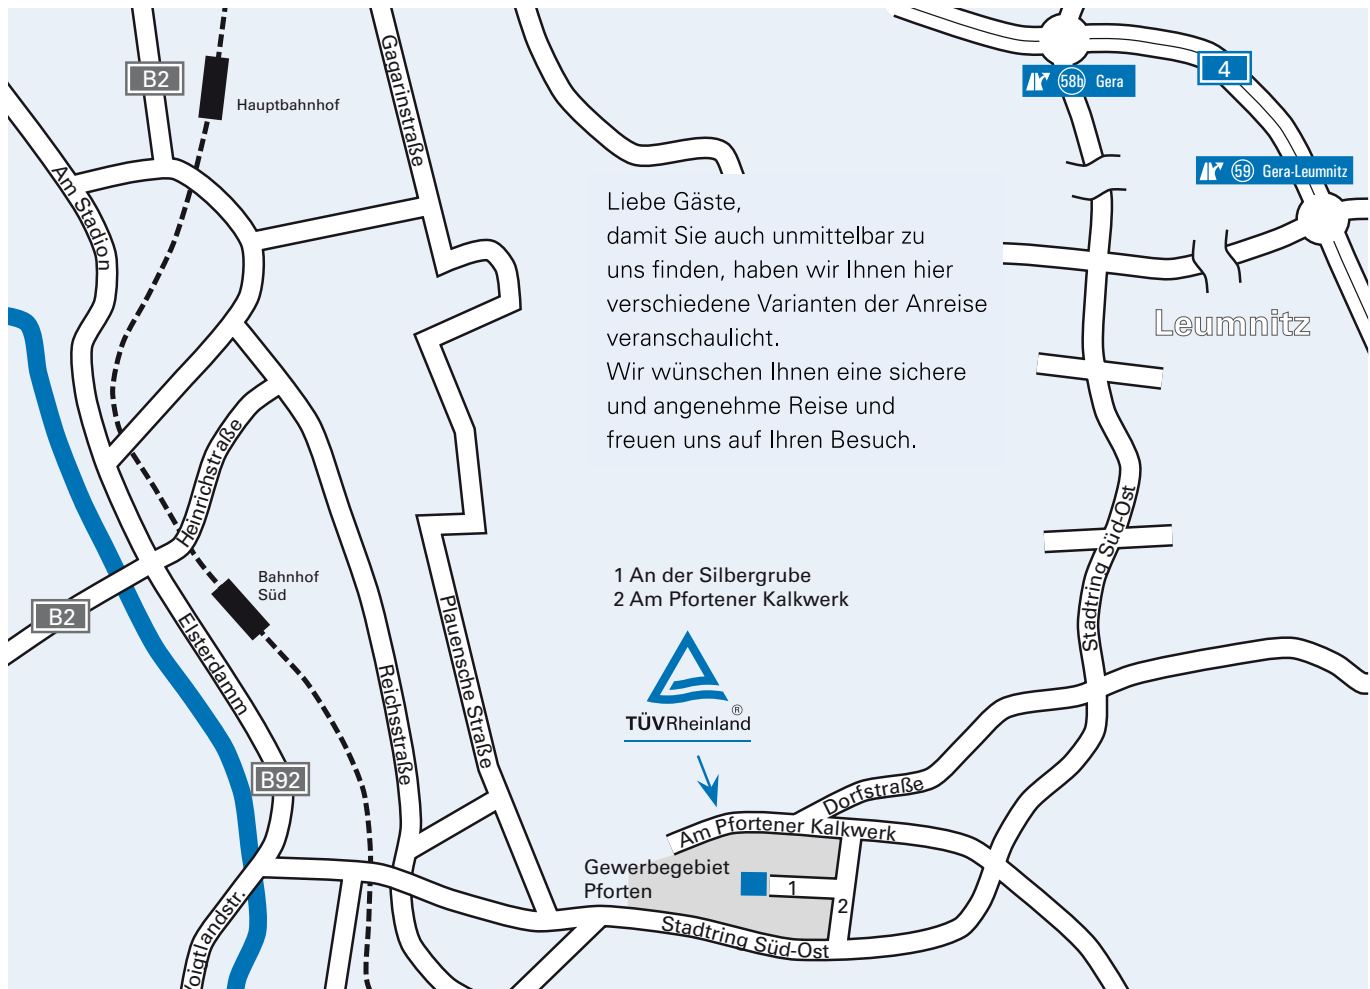 B2
Hauptbahnhof
Gagarinstraße
58b Gera
4
59 Gera-Leumnitz
Am Stadion
Liebe Gäste,
damit Sie auch unmittelbar zu
uns finden, haben wir Ihnen hier
verschiedene Varianten der Anreise
veranschaulicht.
Wir wünschen Ihnen eine sichere
und angenehme Reise und
freuen uns auf Ihren Besuch.
Leumnitz
Heinrichstraße
Stadtring Süd-Ost
Bahnhof
Süd
1 An der Silbergrube
2 Am Pfortener Kalkwerk
B2
Elsterdamm
Reichsstraße
Plauensche Straße
TÜVRheinland
®
B92
Dorfstraße
Am Pfortener Kalkwerk
Gewerbegebiet
Pforten
1
2
Stadtring Süd-Ost
Voigtlandstr.